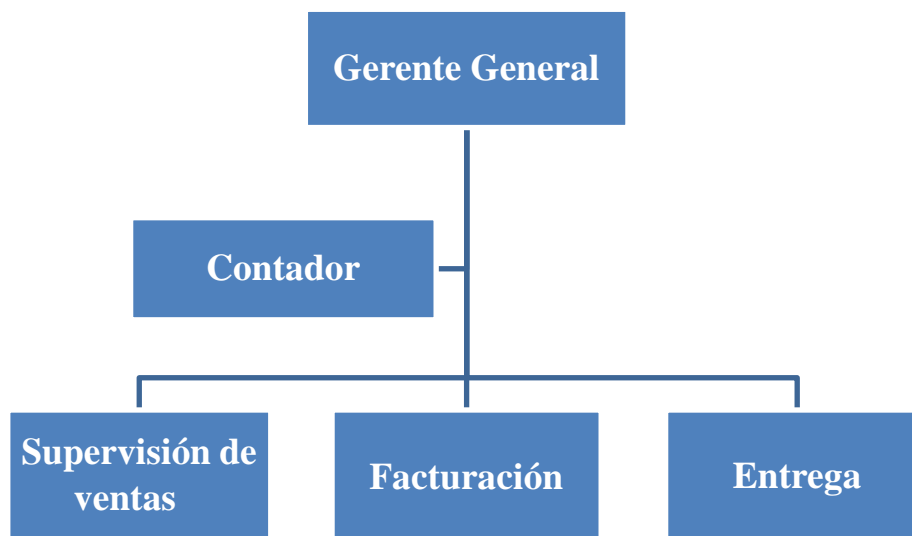 Gerente General
Contador
Supervisión de
ventas
Facturación
Entrega